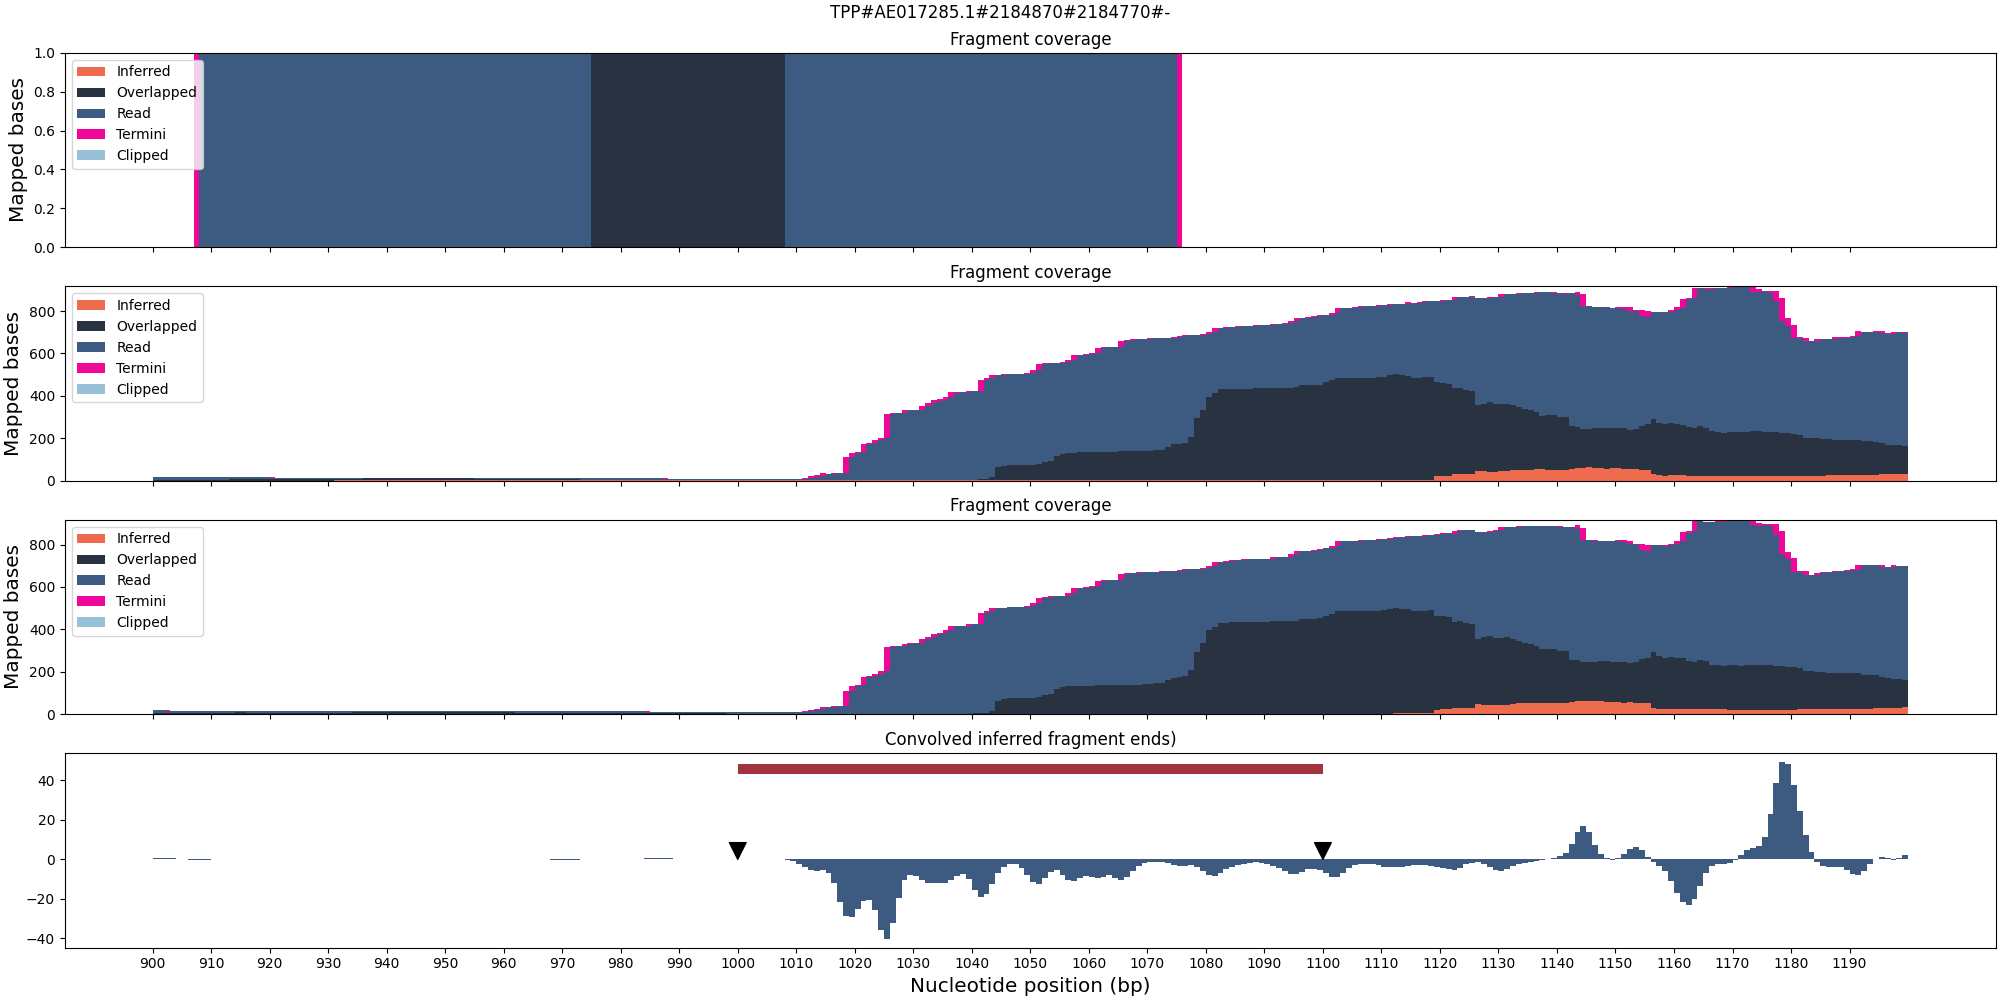 TPP#AE017285.1#2184870#2184770#-
Fragment coverage
Mapped bases
1.0
0.8
0.6
0.4
0.2
0.0
Inferred
Overlapped
Read
Termini
Clipped
Fragment coverage
Mapped bases
800
600
400
200
0
Inferred
Overlapped
Read
Termini
Clipped
Fragment coverage
Mapped bases
800
600
400
200
0
Inferred
Overlapped
Read
Termini
Clipped
Convolved inferred fragment ends)
40
20
0
−20
−40
900 910 920 930 940 950 960 970 980 990 1000 1010 1020 1030 1040 1050 1060 1070 1080 1090 1100 1110 1120 1130 1140 1150 1160 1170 1180 1190
Nucleotide position (bp)